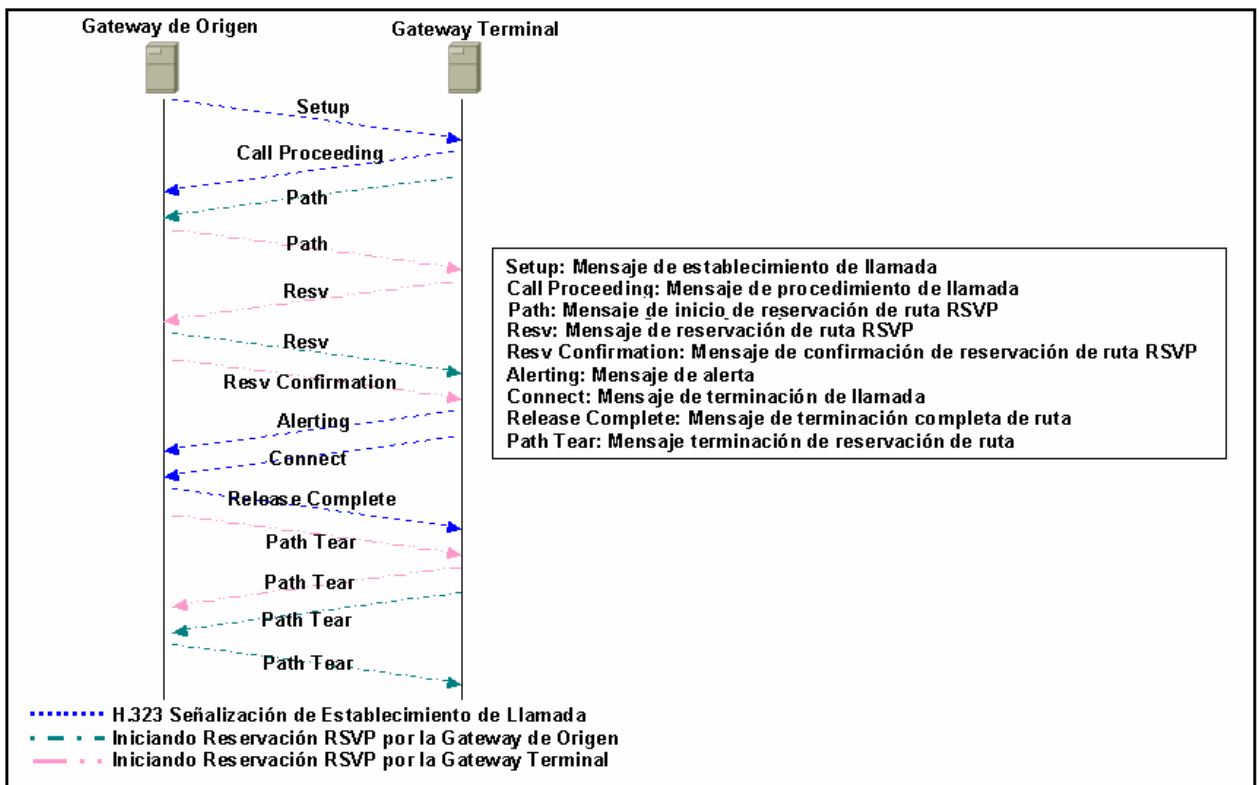 Gateway de Origen
Gateway Terminal
Setup
Call Proceeding
Path
Path
Resv
Resv
Resv Confirmation
Alerting
Connect
Release Complete
Path Tear
Path Tear
Path Tear
Path Tear
Setup: Mensaje de establecimiento de llamada
Call Proceeding: Mensaje de procedimiento de llamada
Path: Mensaje de inicio de reservación de ruta RSVP
Resv: Mensaje de reservación de ruta RSVP
Resv Confirmation: Mensaje de confirmación de reservación de ruta RSVP
Alerting: Mensaje de alerta
Connect: Mensaje de terminación de llamada
Release Complete: Mensaje de terminación completa de ruta
Path Tear: Mensaje terminación de reservación de ruta
H.323 Señalización de Establecimiento de Llamada
Iniciando Reservación RSVP por la Gateway de Origen
Iniciando Reservación RSVP por la Gateway Terminal